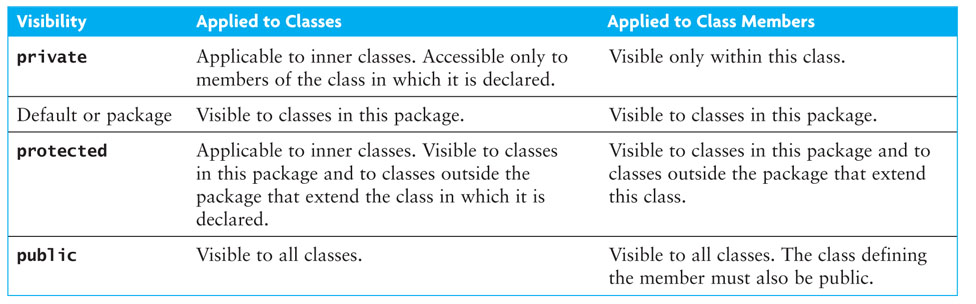 Visibility Applied to Classes Applied to Class Members
private Applicable to inner classes. Accessible only to Visible only within this class.
members of the class in which it is declared.
Default or package Visible to classes in this package. Visible to classes in this package.
protected Applicable to inner classes. Visible to classes Visible to classes in this package and to
in this package and to classes outside the classes outside the package that extend
package that extend the class in which it is this class.
declared.
public Visible to all classes. Visible to all classes. The class defining
the member must also be public.